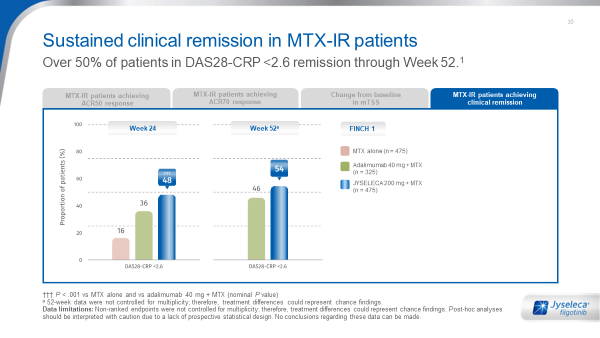 20
Sustained clinical remission in MTX-IR patients
Over 50% of patients in DAS28-CRP <2.6 remission through Week 52.¹
MTX-IR patients achieving
ACR50 response
MTX-IR patients achieving
ACR70 response
Change from baseline
in mTSS
MTX-IR patients achieving
clinical remission
Proportion of patients (%)
100
80
60
40
20
0
Week 24
16
36
48
DAS28-CRP <2.6
Week 52ª
46
54
DAS28-CRP <2.6
FINCH 1
MTX alone (n = 475)
Adalimumab 40 mg + MTX
(n = 325)
JYSELECA 200 mg + MTX
(n = 475)
††† P < .001 vs MTX alone and vs adalimumab 40 mg + MTX (nominal P value)
ª 52-week data were not controlled for multiplicity; therefore, treatment differences could represent chance findings.
Data limitations: Non-ranked endpoints were not controlled for multiplicity; therefore, treatment differences could represent chance findings. Post-hoc analyses
should be interpreted with caution due to a lack of prospective statistical design. No conclusions regarding these data can be made.
Jyseleca®
filgotinib